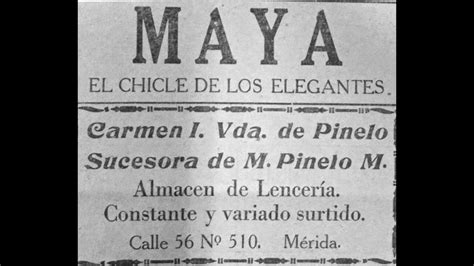 MAYA
EL CHICLE DE LOS ELEGANTES.
Carmen I. Vda. de Pinelo
Sucesora de M. Pinelo M.
Almacen de Lencería.
Constante y variado surtido.
Calle 56 Nº 510. Mérida.